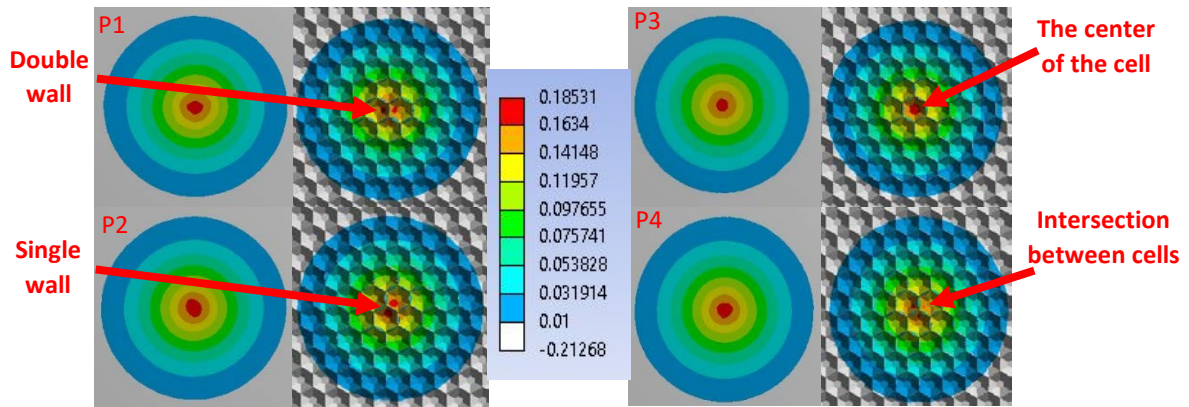 P1
Double
wall
P2
Single
wall
0.18531
0.1634
0.14148
0.11957
0.097655
0.075741
0.053828
0.031914
0.01
-0.21268
P3
The center
of the cell
P4
Intersection
between cells